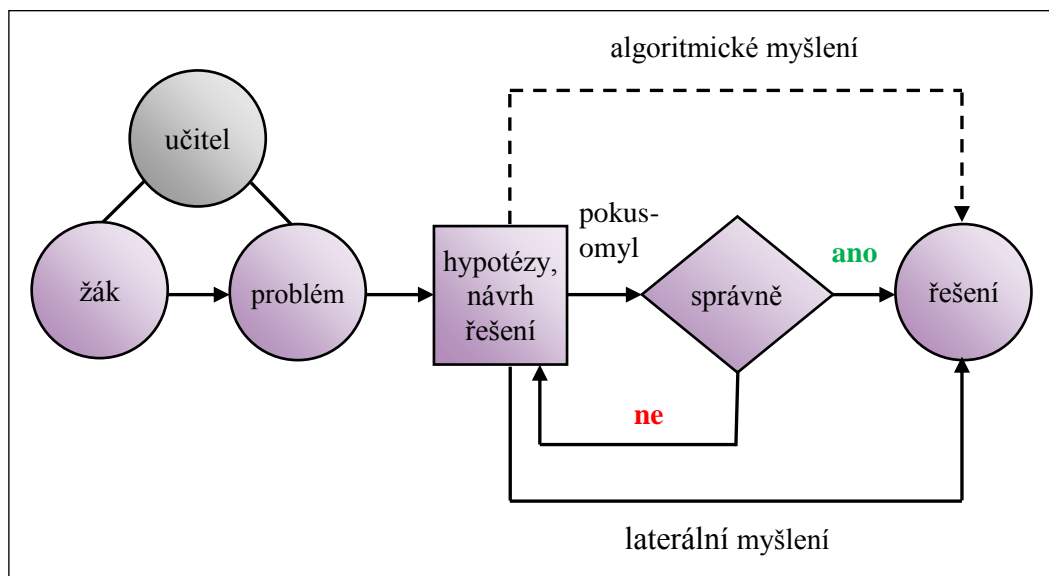 algoritmické myšlení
učitel
pokus-
omyl
žák
problém
hypotézy,
návrh
řešení
správně
ano
řešení
ne
laterální myšlení